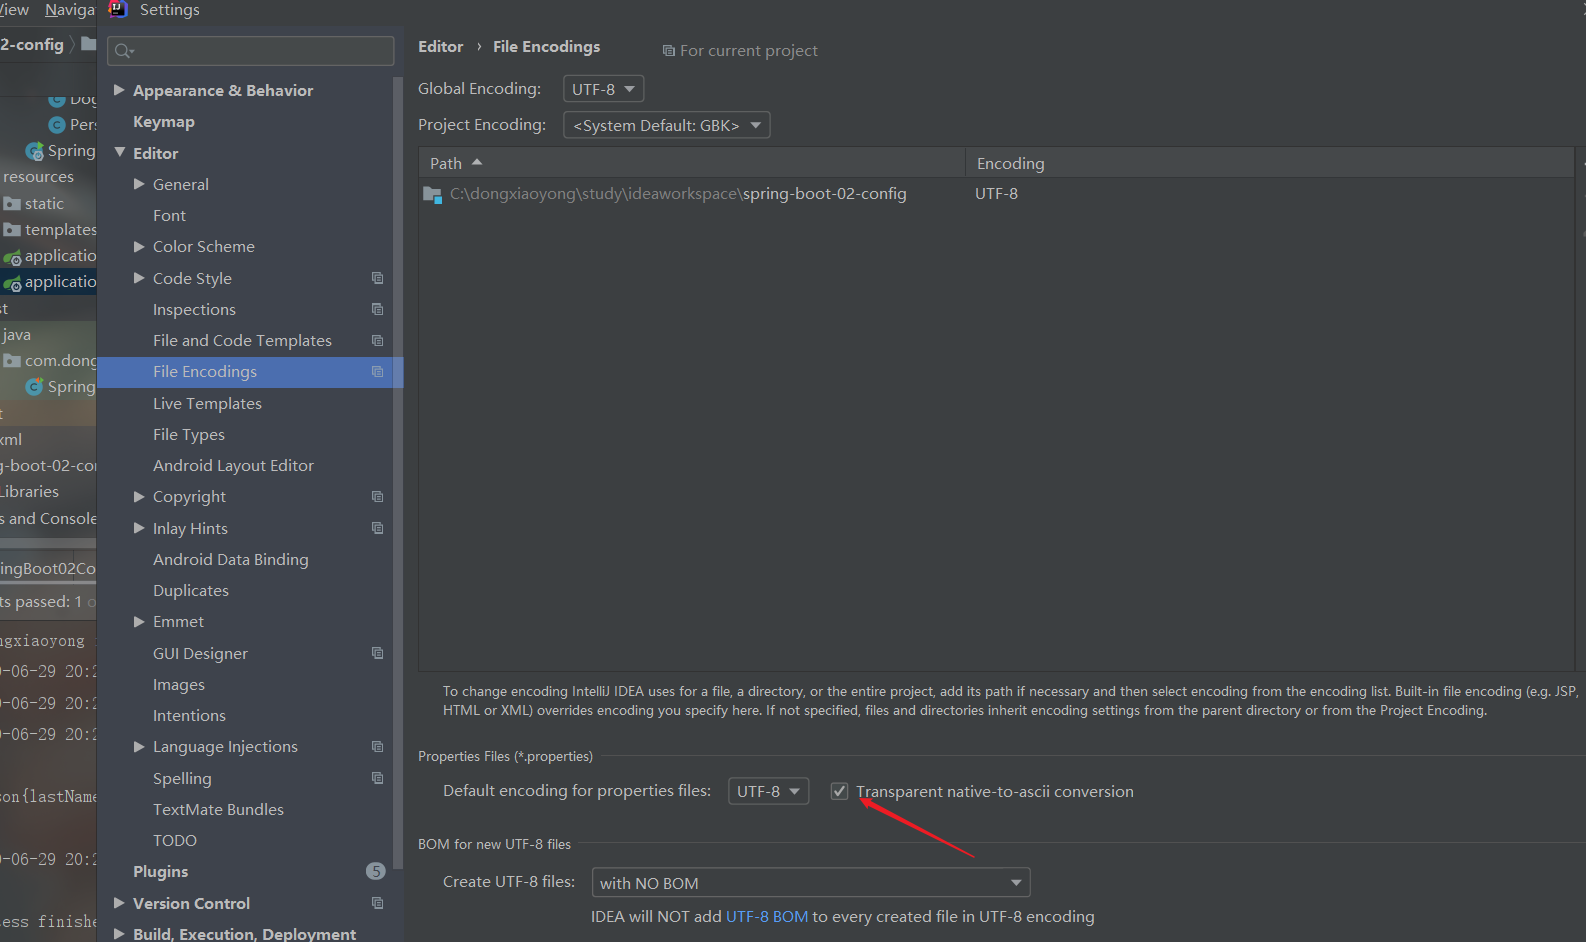 View Naviga Settings
2-config
Dog
Pers
Spring
resources
static
templates
applicatio
applicatio
st
java
com.dong
Spring
t
xml
g-boot-02-con
Libraries
s and Console
ingBoot02Co
ts passed: 1 o
ngxiaoyong
0-06-29 20:2
0-06-29 20:2
0-06-29 20:2
son{lastName
0-06-29 20:2
ess finishe
Appearance & Behavior
Keymap
Editor
General
Font
Color Scheme
Code Style
Inspections
File and Code Templates
File Encodings
Live Templates
File Types
Android Layout Editor
Copyright
Inlay Hints
Android Data Binding
Duplicates
Emmet
GUI Designer
Images
Intentions
Language Injections
Spelling
TextMate Bundles
TODO
Plugins 5
Version Control
Build, Execution, Deployment
Editor › File Encodings For current project
Global Encoding: UTF-8
Project Encoding: <System Default: GBK>
Path Encoding
C:\dongxiaoyong\study\ideaworkspace\spring-boot-02-config UTF-8
To change encoding IntelliJ IDEA uses for a file, a directory, or the entire project, add its path if necessary and then select encoding from the encoding list. Built-in file encoding (e.g. JSP,
HTML or XML) overrides encoding you specify here. If not specified, files and directories inherit encoding settings from the parent directory or from the Project Encoding.
Properties Files (*.properties)
Default encoding for properties files: UTF-8 Transparent native-to-ascii conversion
BOM for new UTF-8 files
Create UTF-8 files: with NO BOM
IDEA will NOT add UTF-8 BOM to every created file in UTF-8 encoding